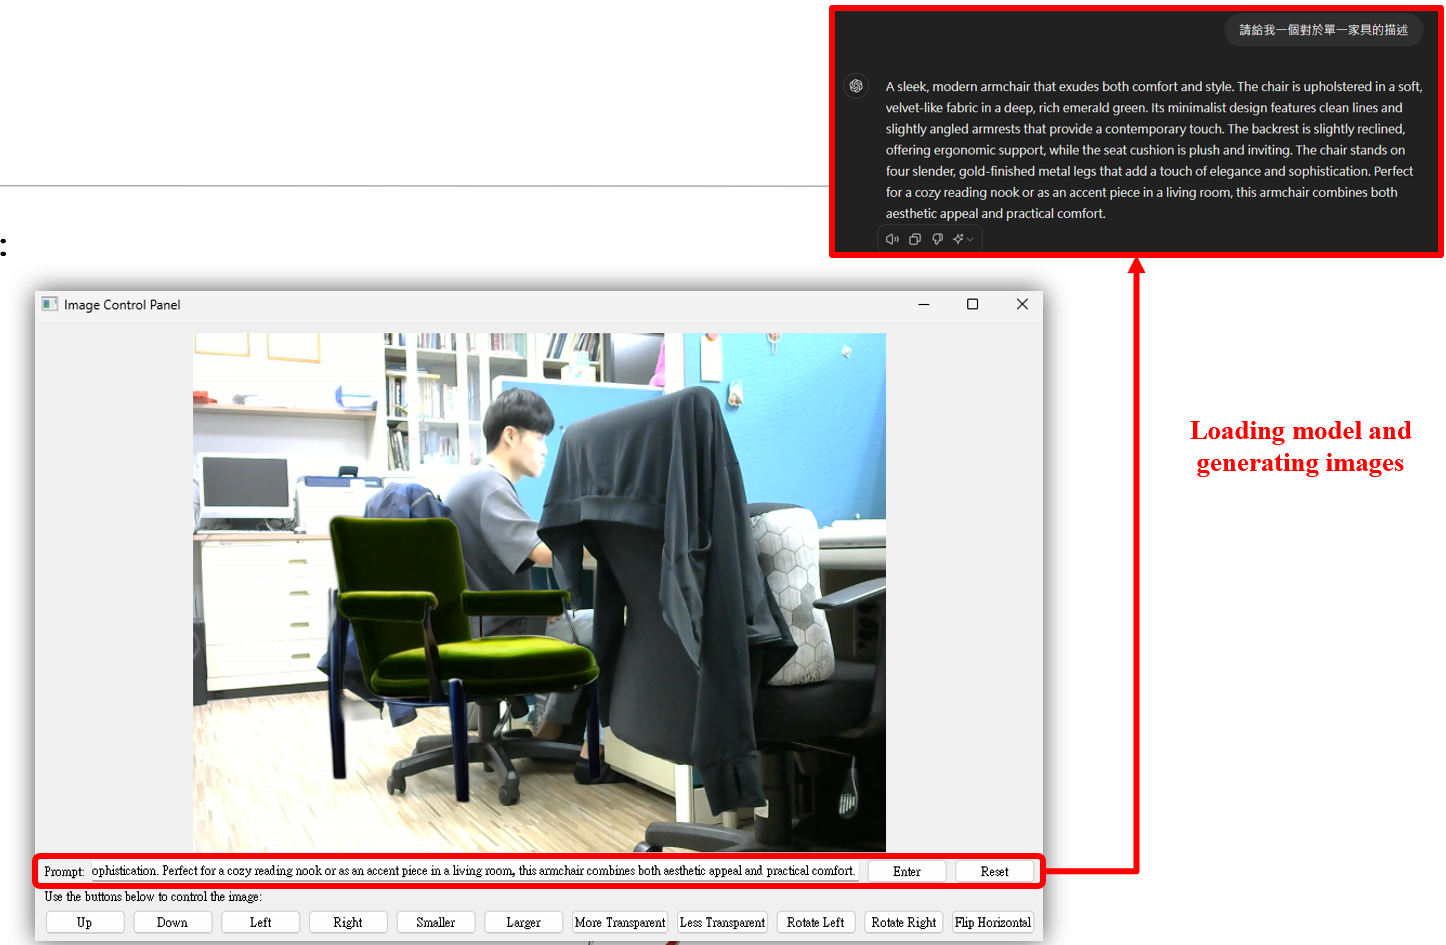 請給我一個對於單一家具的描述
A sleek, modern armchair that exudes both comfort and style. The chair is upholstered in a soft,
velvet-like fabric in a deep, rich emerald green. Its minimalist design features clean lines and
slightly angled armrests that provide a contemporary touch. The backrest is slightly reclined,
offering ergonomic support, while the seat cushion is plush and inviting. The chair stands on
four slender, gold-finished metal legs that add a touch of elegance and sophistication. Perfect
for a cozy reading nook or as an accent piece in a living room, this armchair combines both
aesthetic appeal and practical comfort.
:
Image Control Panel
Loading model and
generating images
Prompt: ophistication. Perfect for a cozy reading nook or as an accent piece in a living room, this armchair combines both aesthetic appeal and practical comfort. Enter Reset
Use the buttons below to control the image:
Up Down Left Right Smaller Larger More Transparent Less Transparent Rotate Left Rotate Right Flip Horizontal